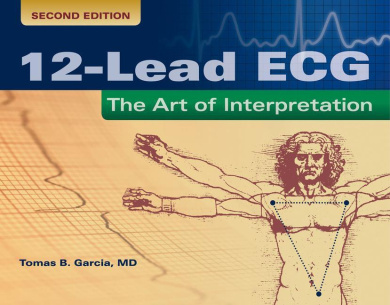 SECOND EDITION
12-Lead ECG
The Art of Interpretation
Tomas B. Garcia, MD